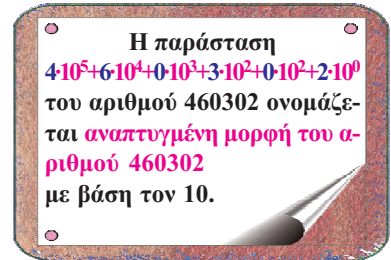 Η παράσταση
4·10⁵+6·10⁴+0·10³+3·10²+0·10²+2·10⁰
του αριθμού 460302 ονομάζε-
ται αναπτυγμένη μορφή του α-
ριθμού 460302
με βάση τον 10.